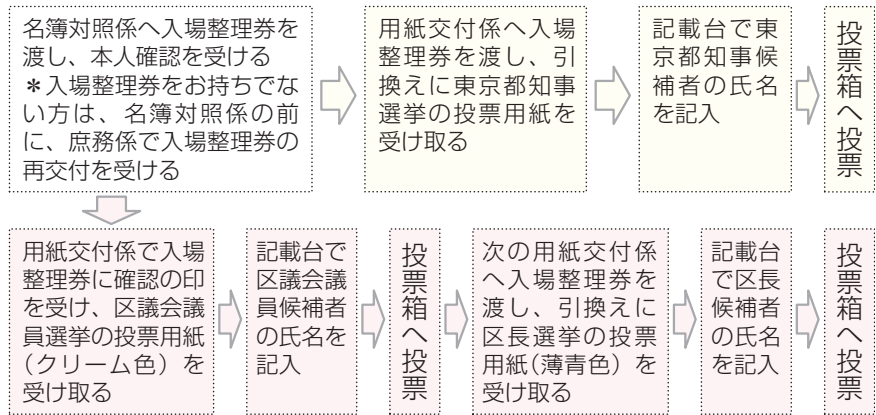 名簿対照係へ入場整理券を
渡し、本人確認を受ける
＊入場整理券をお持ちでな
い方は、名簿対照係の前
に、庶務係で入場整理券の
再交付を受ける
用紙交付係へ入場
整理券を渡し、引
換えに東京都知事
選挙の投票用紙を
受け取る
記載台で東
京都知事候
補者の氏名
を記入
投票箱へ投票
用紙交付係で入場
整理券に確認の印
を受け、区議会議
員選挙の投票用紙
（クリーム色）を
受け取る
記載台で
区議会議
員候補者
の氏名を
記入
投票箱へ投票
次の用紙交付係
へ入場整理券を
渡し、引換えに
区長選挙の投票
用紙（薄青色）を
受け取る
記載台
で区長
候補者
の氏名
を記入
投票箱へ投票